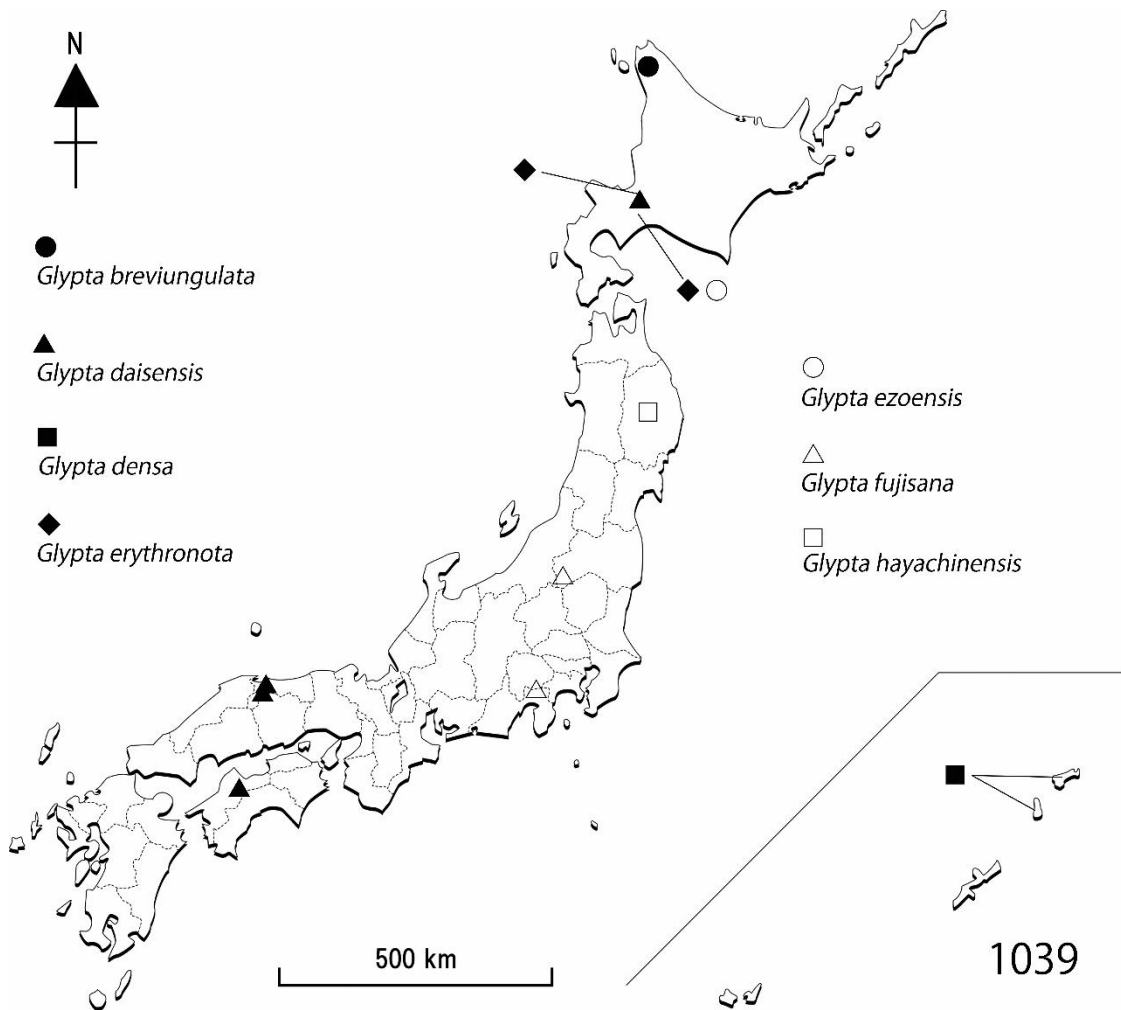 N
Glypta breviungulata
Glypta daisensis
Glypta densa
Glypta erythronota
Glypta ezoensis
Glypta fujisana
Glypta hayachinensis
500 km
1039